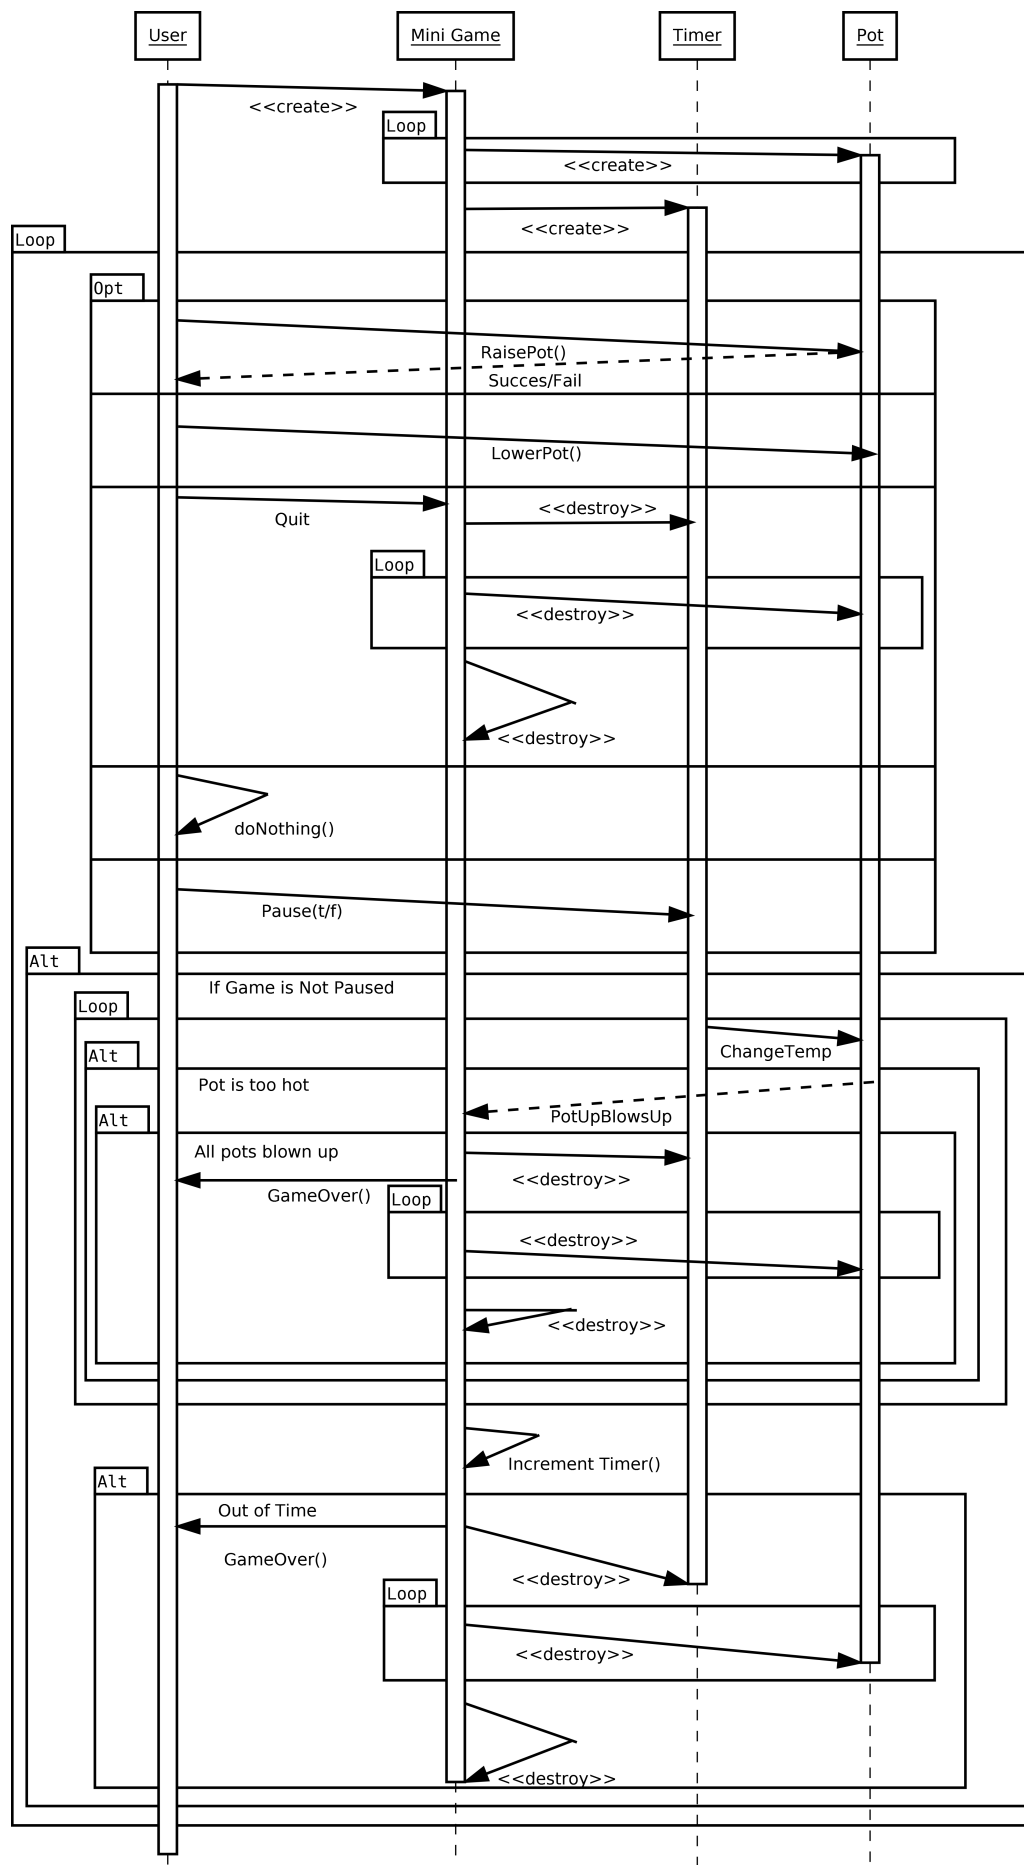 User
Mini Game
Timer
Pot
<<create>>
Loop
<<create>>
<<create>>
Loop
Opt
RaisePot()
Succes/Fail
LowerPot()
Quit
<<destroy>>
Loop
<<destroy>>
<<destroy>>
doNothing()
Pause(t/f)
Alt
If Game is Not Paused
Loop
ChangeTemp
Alt
Pot is too hot
Alt
PotUpBlowsUp
All pots blown up
<<destroy>>
GameOver()
Loop
<<destroy>>
<<destroy>>
Increment Timer()
Alt
Out of Time
GameOver()
<<destroy>>
Loop
<<destroy>>
<<destroy>>